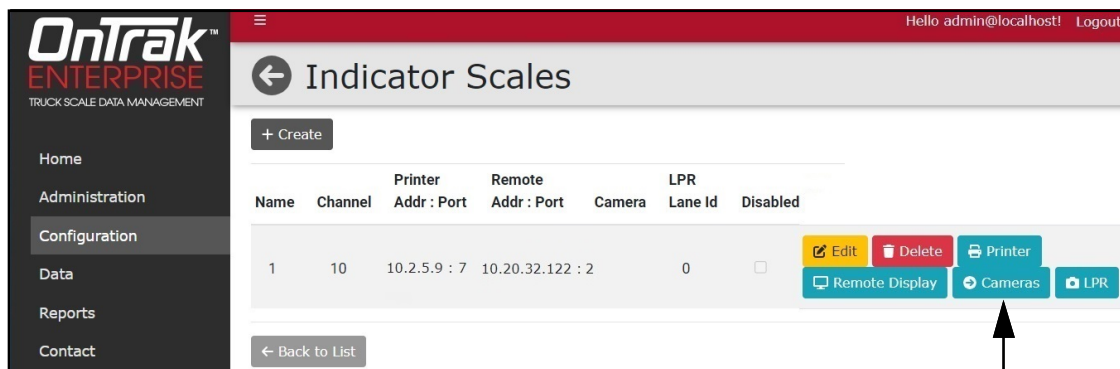 OnTrak™
ENTERPRISE
TRUCK SCALE DATA MANAGEMENT
Home
Administration
Configuration
Data
Reports
Contact
Hello admin@localhost! Logout
Indicator Scales
+ Create
Name Channel Printer Addr : Port Remote Addr : Port Camera LPR Lane Id Disabled
1 10 10.2.5.9 : 7 10.20.32.122 : 2 0
Edit Delete Printer
Remote Display Cameras LPR
← Back to List